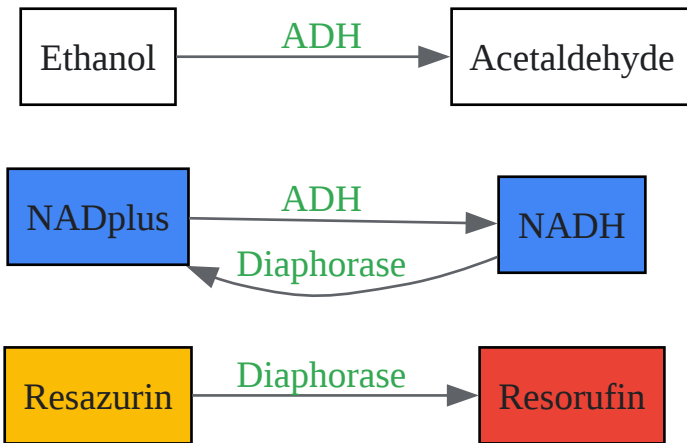 ADH
Ethanol
Acetaldehyde
ADH
NADplus
NADH
Diaphorase
Diaphorase
Resazurin
Resorufin